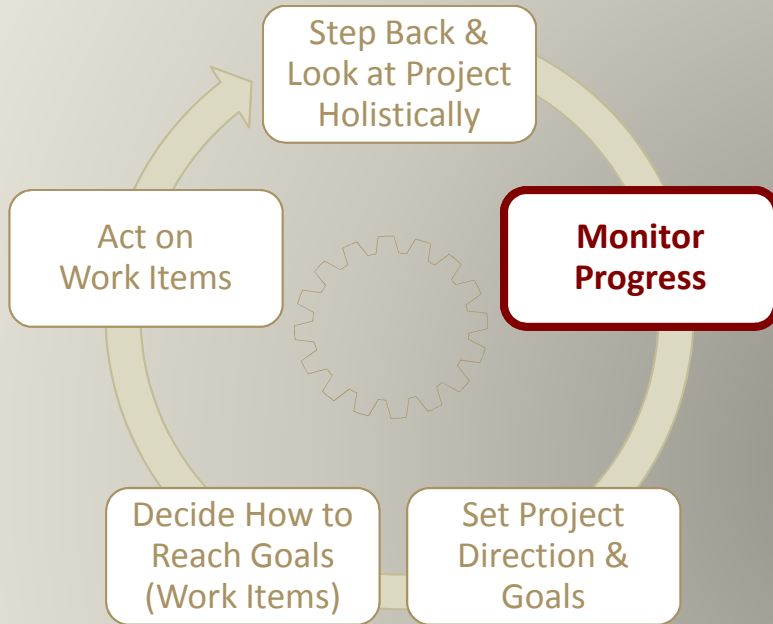 Step Back &
Look at Project
Holistically
Monitor
Progress
Set Project
Direction &
Goals
Decide How to
Reach Goals
(Work Items)
Act on
Work Items